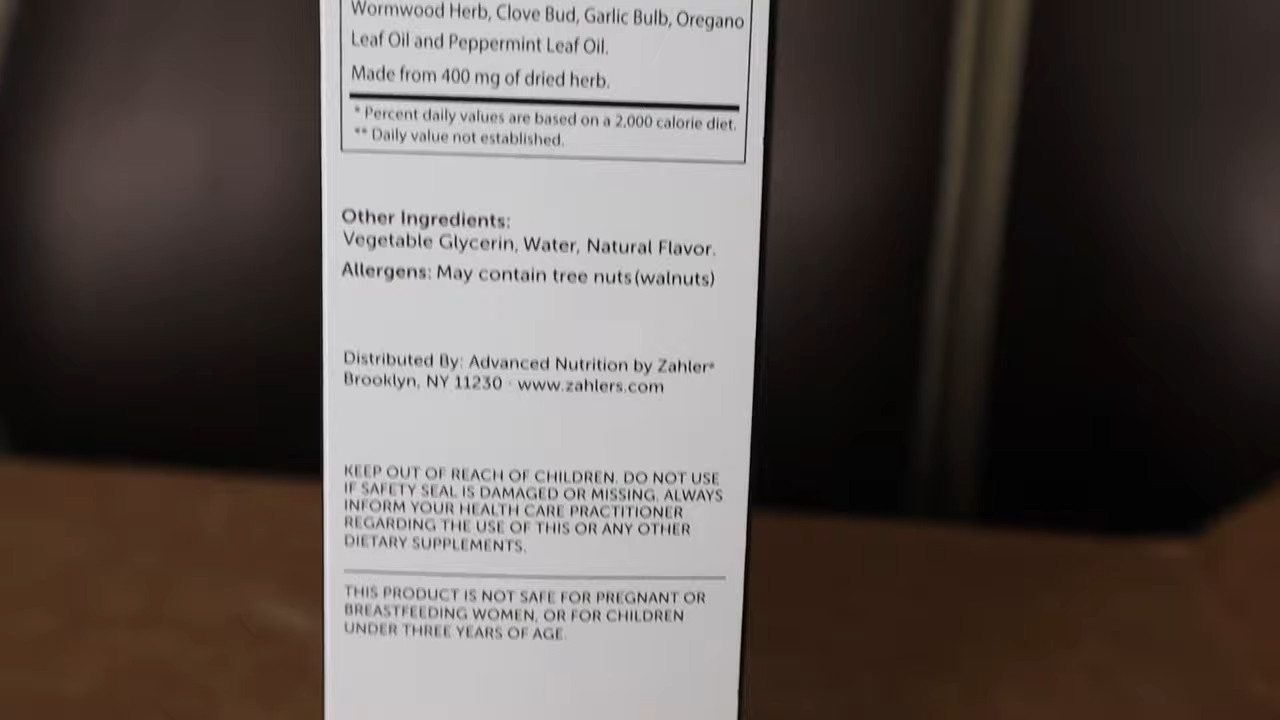 Wormwood Herb, Clove Bud, Garlic Bulb, Oregano
Leaf Oil and Peppermint Leaf Oil.
Made from 400 mg of dried herb.
* Percent daily values are based on a 2,000 calorie diet.
** Daily value not established.
Other Ingredients:
Vegetable Glycerin, Water, Natural Flavor.
Allergens: May contain tree nuts (walnuts)
Distributed By: Advanced Nutrition by Zahler®
Brooklyn, NY 11230 · www.zahlers.com
KEEP OUT OF REACH OF CHILDREN. DO NOT USE
IF SAFETY SEAL IS DAMAGED OR MISSING. ALWAYS
INFORM YOUR HEALTH CARE PRACTITIONER
REGARDING THE USE OF THIS OR ANY OTHER
DIETARY SUPPLEMENTS.
THIS PRODUCT IS NOT SAFE FOR PREGNANT OR
BREASTFEEDING WOMEN, OR FOR CHILDREN
UNDER THREE YEARS OF AGE.